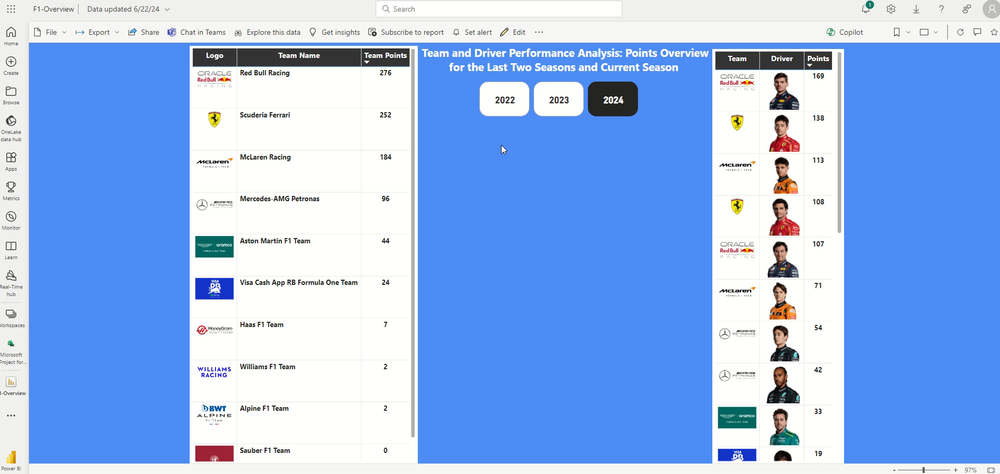 F1-Overview
Data updated 6/22/24
Search
1
File
Export
Share
Chat in Teams
Explore this data
Get insights
Subscribe to report
Set alert
Edit
Copilot
Home
Create
Browse
OneLake
data hub
Apps
Metrics
Monitor
Learn
Real-Time
hub
Workspaces
Microsoft
Project for...
-Overview
Power BI
Logo Team Name Team Points
ORACLE
Red Bull
RACING
Red Bull Racing 276
Scuderia Ferrari 252
McLaren
FORMULA 1 TEAM
McLaren Racing 184
AMG
PETRONAS
Mercedes-AMG Petronas 96
aramco
FORMULA ONE TEAM
Aston Martin F1 Team 44
VISA
RB
Visa Cash App RB Formula One Team 24
MoneyGram
HAAS F1 TEAM
Haas F1 Team 7
WILLIAMS
RACING
Williams F1 Team 2
BWT
ALPINE
F1 TEAM
Alpine F1 Team 2
Sauber F1 Team 0
Team and Driver Performance Analysis: Points Overview
for the Last Two Seasons and Current Season
2022
2023
2024
Team Driver Points
ORACLE
Red Bull
RACING
169
138
McLaren
FORMULA 1 TEAM
113
108
ORACLE
Red Bull
RACING
107
McLaren
FORMULA 1 TEAM
71
AMG
PETRONAS
54
AMG
PETRONAS
42
aramco
FORMULA ONE TEAM
33
VISA
RB
19
97%